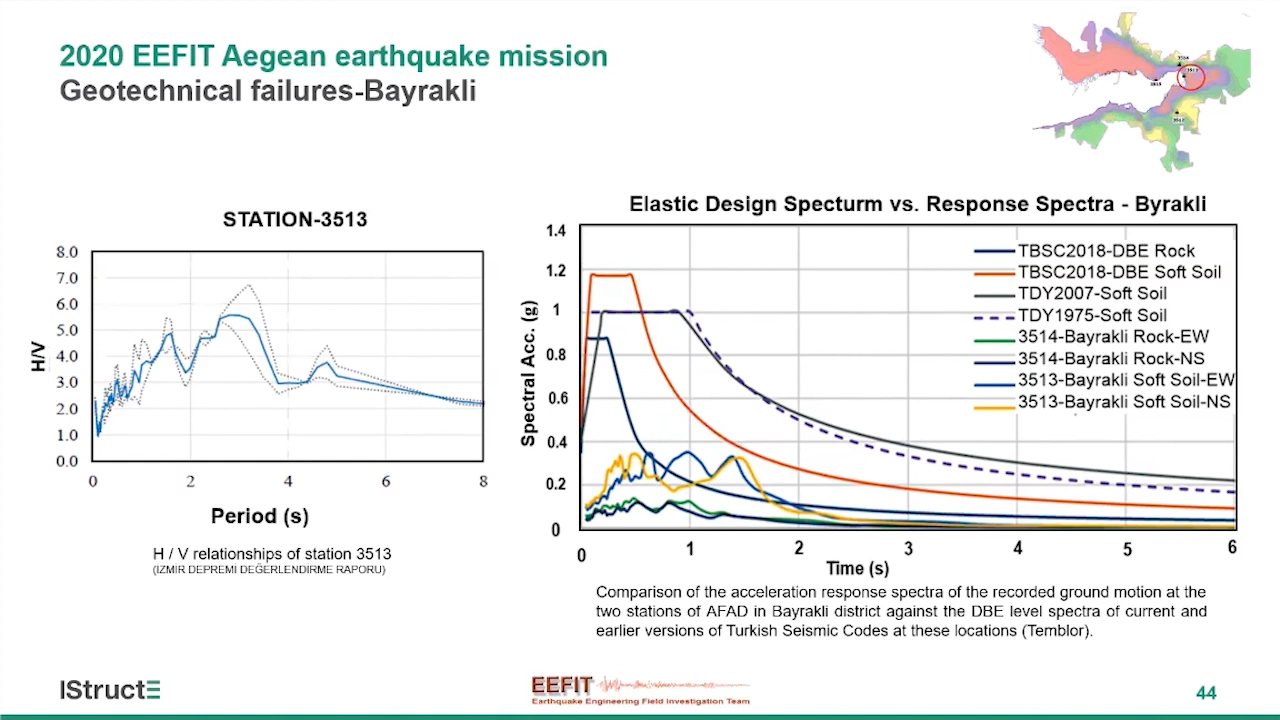 2020 EEFIT Aegean earthquake mission
Geotechnical failures-Bayrakli
3514
3513
STATION-3513
8.0
7.0
6.0
5.0
4.0
3.0
2.0
1.0
0.0
H/V
0 2 4 6 8
Period (s)
H / V relationships of station 3513
(IZMIR DEPREMI DEĞERLENDIRME RAPORU)
Elastic Design Specturm vs. Response Spectra - Byrakli
1.4
1.2
1
0.8
0.6
0.4
0.2
0
Spectral Acc. (g)
TBSC2018-DBE Rock
TBSC2018-DBE Soft Soil
TDY2007-Soft Soil
TDY1975-Soft Soil
3514-Bayrakli Rock-EW
3514-Bayrakli Rock-NS
3513-Bayrakli Soft Soil-EW
3513-Bayrakli Soft Soil-NS
0 1 2 3 4 5 6
Time (s)
Comparison of the acceleration response spectra of the recorded ground motion at the
two stations of AFAD in Bayrakli district against the DBE level spectra of current and
earlier versions of Turkish Seismic Codes at these locations (Temblor).
IStructE
EEFIT
Earthquake Engineering Field Investigation Team
44